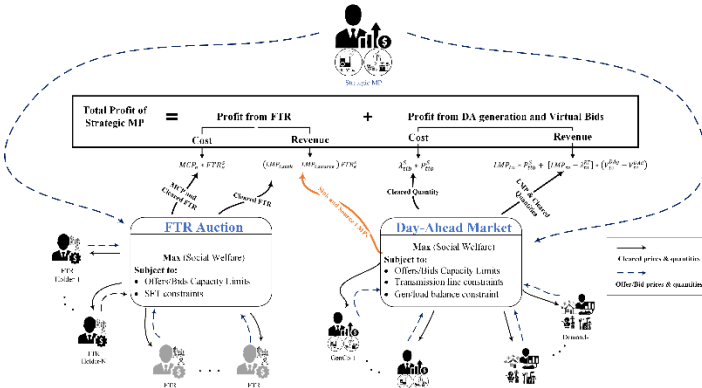 Strategic MP
Total Profit of
Strategic MP
=
Profit from FTR
+
Profit from DA generation and Virtual Bids
Cost
Revenue
Cost
Revenue
MCP and
Cleared FTR
Cleared FTR
Sink and Source LMPs
Cleared Quantity
LMP & Cleared
Quantities
FTR Auction
Max (Social Welfare)
Subject to:
• Offers/Bids Capacity Limits
• SFT constraints
Day-Ahead Market
Max (Social Welfare)
Subject to:
• Offers/Bids Capacity Limits
• Transmission line constraints
• Gen/load balance constraint
Cleared prices & quantities
Offer/Bid prices & quantities
FTR
Holder-1
FTR
Holder-K
FTR
FTR
GenCo-1
Demand-